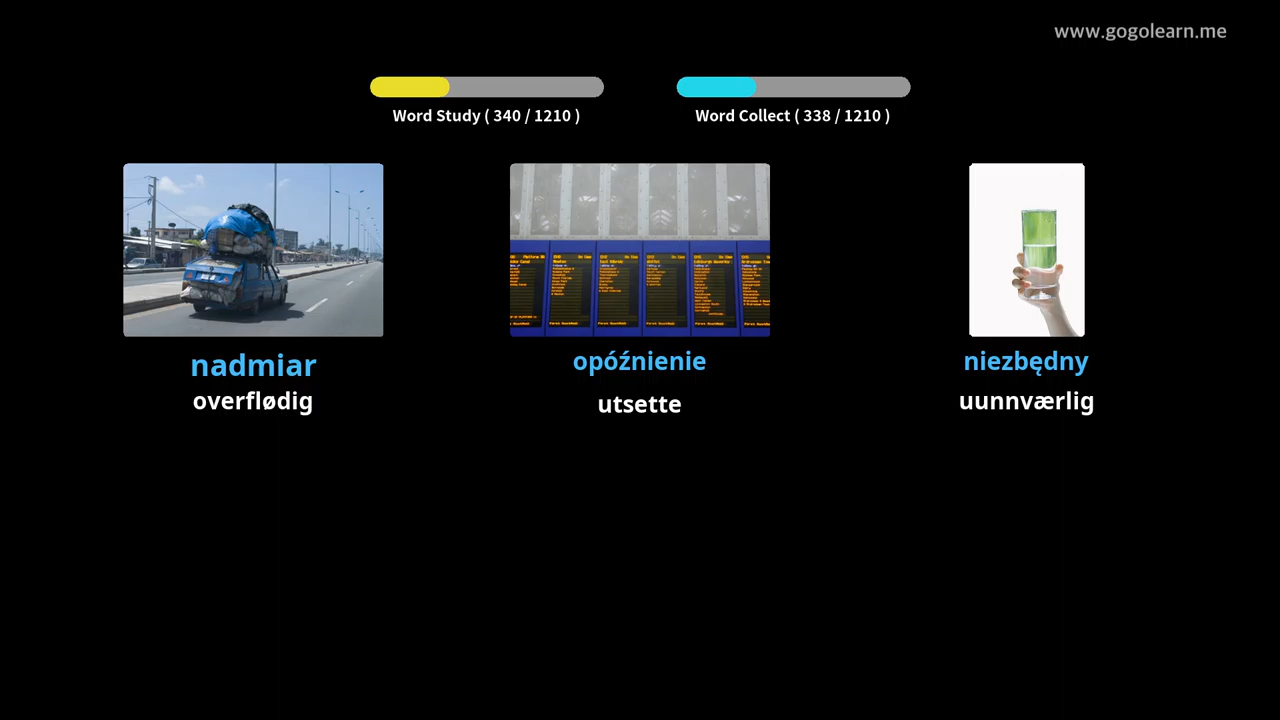 www.gogolearn.me
Word Study ( 340 / 1210 )
Word Collect ( 338 / 1210 )
nadmiar
overflødig
opóźnienie
utsette
niezbędny
uunnværlig